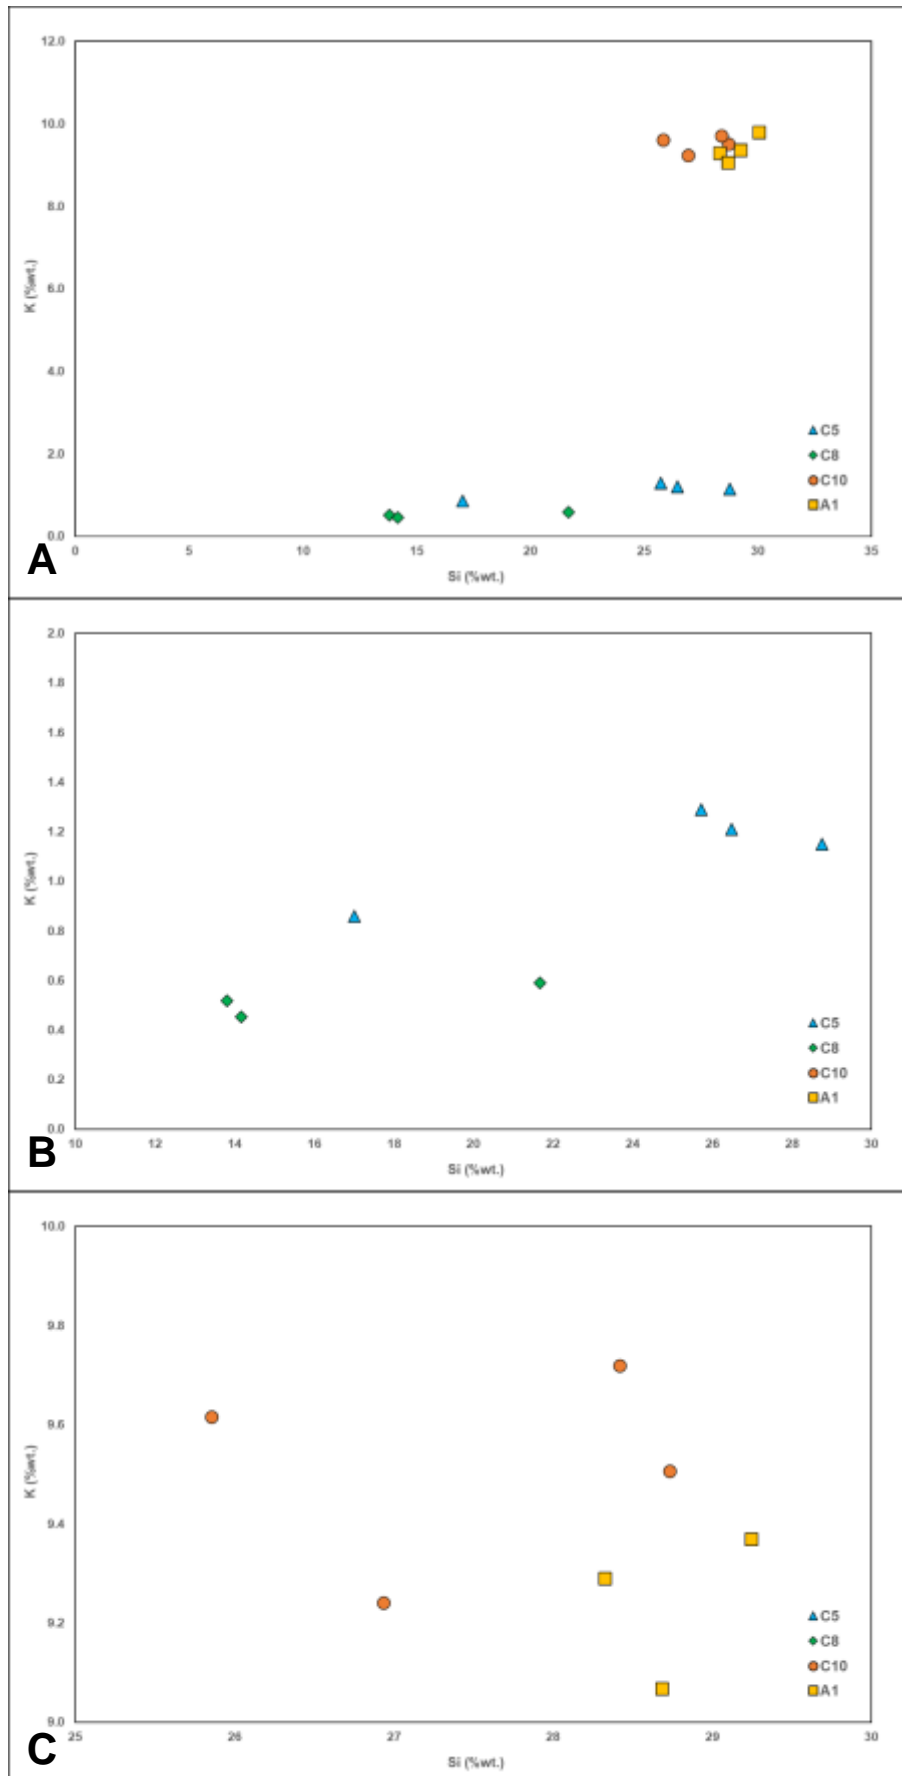 12.0
10.0
8.0
6.0
4.0
2.0
0.0
K (%wt.)
C5
C8
C10
A1
0 5 10 15 20 25 30 35
Si (%wt.)
A
2.0
1.8
1.6
1.4
1.2
1.0
0.8
0.6
0.4
0.2
0.0
K (%wt.)
C5
C8
C10
A1
10 12 14 16 18 20 22 24 26 28 30
Si (%wt.)
B
10.0
9.8
9.6
9.4
9.2
9.0
K (%wt.)
C5
C8
C10
A1
25 26 27 28 29 30
Si (%wt.)
C